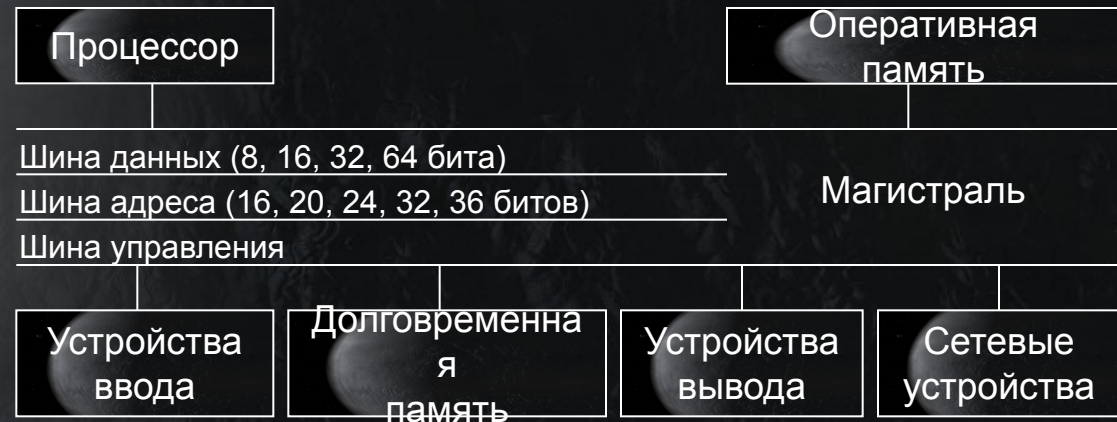 Процессор
Оперативная
память
Шина данных (8, 16, 32, 64 бита)
Шина адреса (16, 20, 24, 32, 36 битов)
Магистраль
Шина управления
Устройства
ввода
Долговременна
я
память
Устройства
вывода
Сетевые
устройства